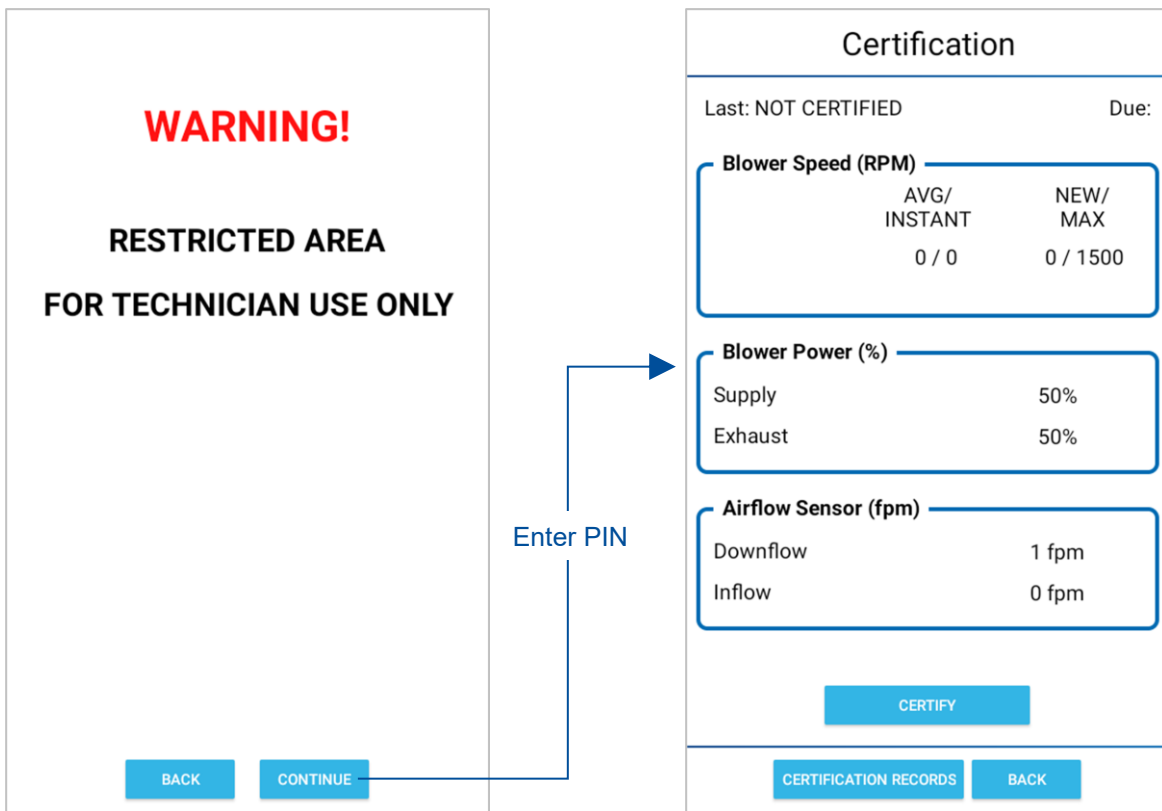 WARNING!
RESTRICTED AREA
FOR TECHNICIAN USE ONLY
BACK
CONTINUE
Enter PIN
Certification
Last: NOT CERTIFIED Due:
Blower Speed (RPM)
AVG/ NEW/
INSTANT MAX
0 / 0 0 / 1500
Blower Power (%)
Supply 50%
Exhaust 50%
Airflow Sensor (fpm)
Downflow 1 fpm
Inflow 0 fpm
CERTIFY
CERTIFICATION RECORDS BACK